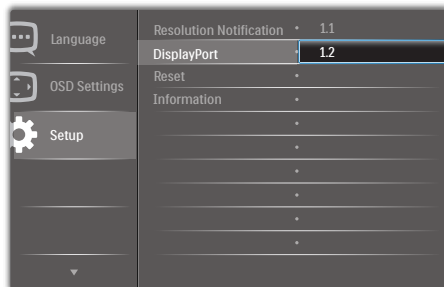 Language
OSD Settings
Setup
Resolution Notification
DisplayPort
Reset
Information
1.1
1.2